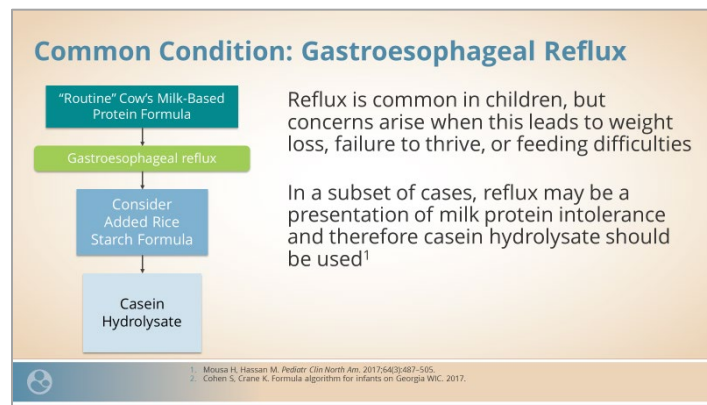 Common Condition: Gastroesophageal Reflux
“Routine” Cow’s Milk-Based
Protein Formula
Gastroesophageal reflux
Consider
Added Rice
Starch Formula
Casein
Hydrolysate
Reflux is common in children, but
concerns arise when this leads to weight
loss, failure to thrive, or feeding difficulties
In a subset of cases, reflux may be a
presentation of milk protein intolerance
and therefore casein hydrolysate should
be used¹
1. Mousa H, Hassan M. Pediatr Clin North Am. 2017;64(3):487–505.
2. Cohen S, Crane K. Formula algorithm for infants on Georgia WIC. 2017.